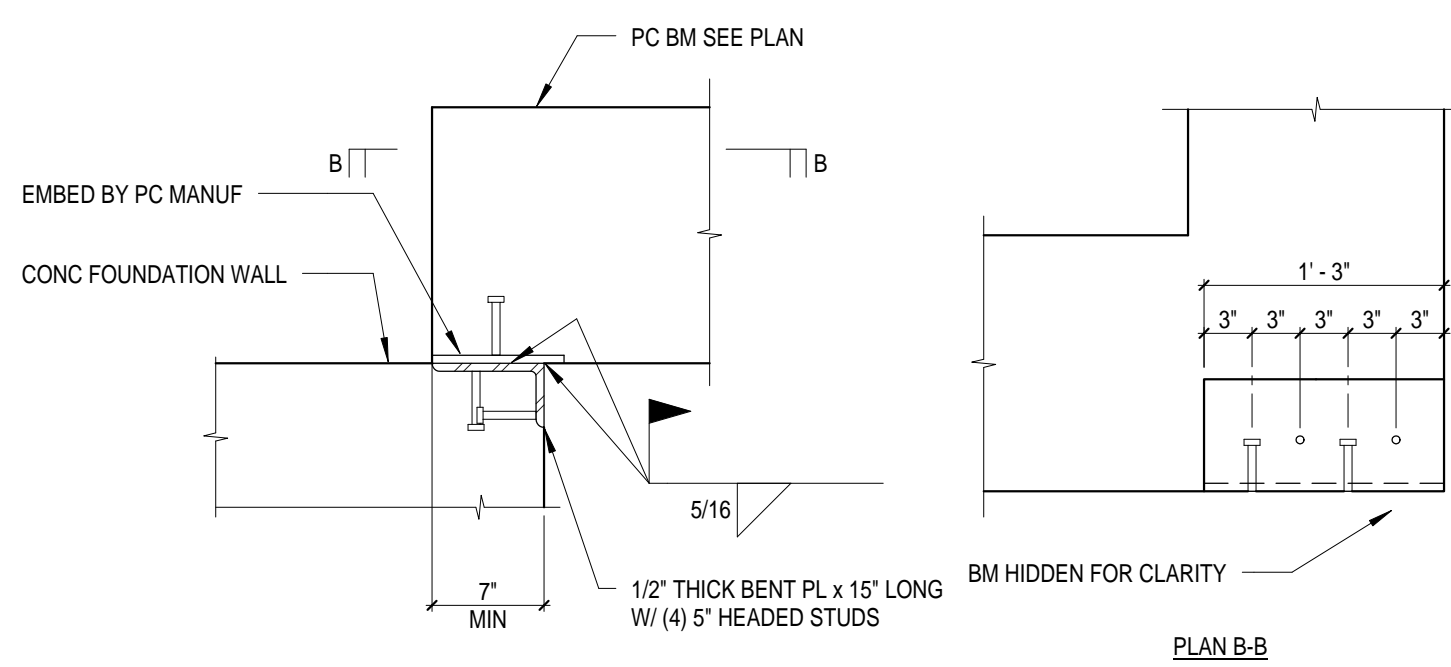 PC BM SEE PLAN
B
B
EMBED BY PC MANUF
CONC FOUNDATION WALL
1' - 3"
3" 3" 3" 3" 3"
5/16
7"
MIN
1/2" THICK BENT PL x 15" LONG
W/ (4) 5" HEADED STUDS
BM HIDDEN FOR CLARITY
PLAN B-B